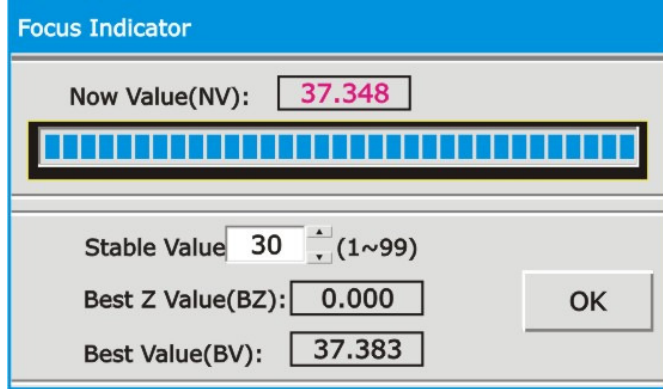 Focus Indicator
Now Value(NV): 37.348
Stable Value 30 (1~99)
Best Z Value(BZ): 0.000
OK
Best Value(BV): 37.383